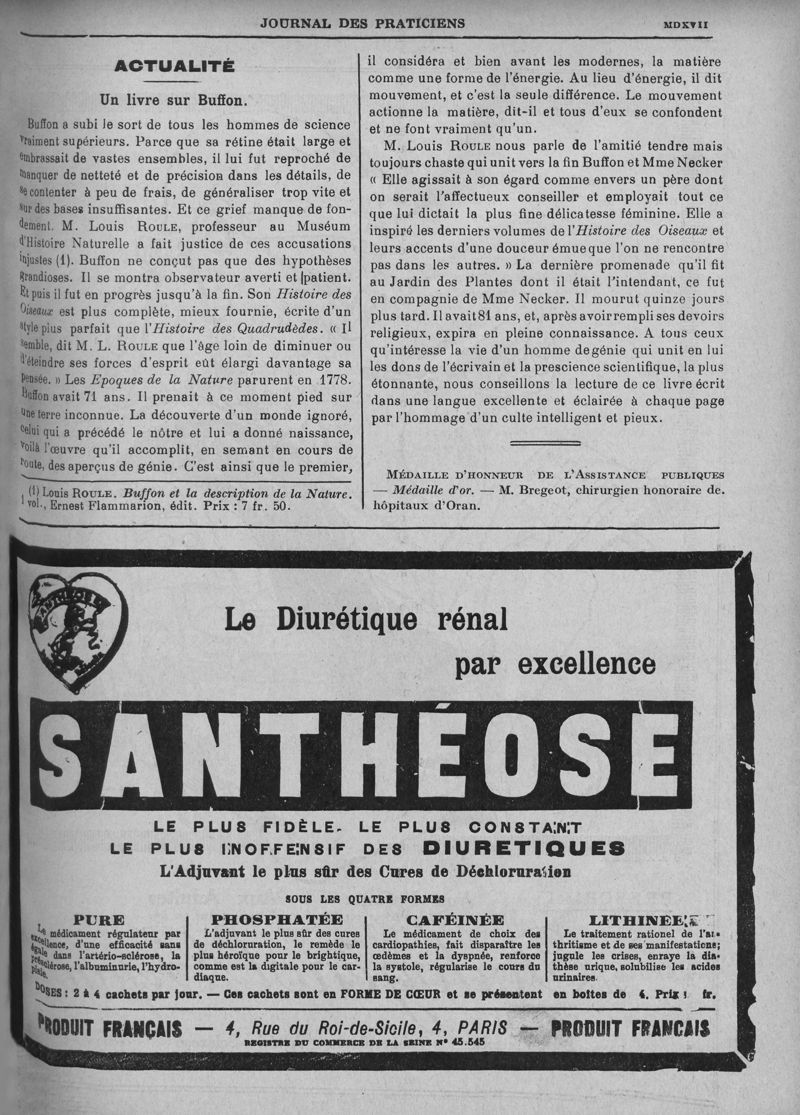 JOURNAL DES PRATICIENS
MDXVII
ACTUALITÉ
Un livre sur Buffon.
Buffon a subi le sort de tous les hommes de science
vraiment supérieurs. Parce que sa rétine était large et
embrassait de vastes ensembles, il lui fut reproché de
manquer de netteté et de précision dans les détails, de
se contenter à peu de frais, de généraliser trop vite et
sur des bases insuffisantes. Et ce grief manque de fon-
dement. M. Louis ROULE, professeur au Muséum
d'Histoire Naturelle a fait justice de ces accusations
injustes (1). Buffon ne conçut pas que des hypothèses
grandioses. Il se montra observateur averti et patient.
Et puis il fut en progrès jusqu'à la fin. Son Histoire des
Oiseaux est plus complète, mieux fournie, écrite d'un
style plus parfait que l'Histoire des Quadrudèdes. « Il
semble, dit M. L. ROULE que l'âge loin de diminuer ou
d'éteindre ses forces d'esprit eût élargi davantage sa
pensée. » Les Epoques de la Nature parurent en 1778.
Buffon avait 71 ans. Il prenait à ce moment pied sur
une terre inconnue. La découverte d'un monde ignoré,
celui qui a précédé le nôtre et lui a donné naissance,
voilà l'œuvre qu'il accomplit, en semant en cours de
route, des aperçus de génie. C'est ainsi que le premier,
(1) Louis ROULE. Buffon et la description de la Nature.
1 vol., Ernest Flammarion, édit. Prix : 7 fr. 50.
il considéra et bien avant les modernes, la matière
comme une forme de l'énergie. Au lieu d'énergie, il dit
mouvement, et c'est la seule différence. Le mouvement
actionne la matière, dit-il et tous d'eux se confondent
et ne font vraiment qu'un.
M. Louis ROULE nous parle de l'amitié tendre mais
toujours chaste qui unit vers la fin Buffon et Mme Necker
« Elle agissait à son égard comme envers un père dont
on serait l'affectueux conseiller et employait tout ce
que lui dictait la plus fine délicatesse féminine. Elle a
inspiré les derniers volumes de l'Histoire des Oiseaux et
leurs accents d'une douceur émue que l'on ne rencontre
pas dans les autres. » La dernière promenade qu'il fit
au Jardin des Plantes dont il était l'intendant, ce fut
en compagnie de Mme Necker. Il mourut quinze jours
plus tard. Il avait 81 ans, et, après avoir rempli ses devoirs
religieux, expira en pleine connaissance. A tous ceux
qu'intéresse la vie d'un homme de génie qui unit en lui
les dons de l'écrivain et la prescience scientifique, la plus
étonnante, nous conseillons la lecture de ce livre écrit
dans une langue excellente et éclairée à chaque page
par l'hommage d'un culte intelligent et pieux.
MÉDAILLE D'HONNEUR DE L'ASSISTANCE PUBLIQUES
— Médaille d'or. — M. Bregeot, chirurgien honoraire de.
hôpitaux d'Oran.
SANTHÉOSE
Le Diurétique rénal
par excellence
SANTHÉOSE
LE PLUS FIDÈLE- LE PLUS CONSTANT
LE PLUS INOFFENSIF DES DIURETIQUES
L'Adjuvant le plus sûr des Cures de Déchloruration
SOUS LES QUATRE FORMES
PURE
Le médicament régulateur par
excellence, d'une efficacité sans
égale dans l'artério-sclérose, la
présclérose, l'albuminurie, l'hydro-
pisie.
PHOSPHATÉE
L'adjuvant le plus sûr des cures
de déchloruration, le remède le
plus héroïque pour le brightique,
comme est la digitale pour le car-
diaque.
CAFÉINÉE
Le médicament de choix des
cardiopathies, fait disparaître les
œdèmes et la dyspnée, renforce
la systole, régularise le cours du
sang.
LITHINEE
Le traitement rationel de l'ar-
thritisme et de ses manifestations;
jugule les crises, enraye la dia-
thèse urique, solubilise les acides
urinaires.
DOSES : 2 à 4 cachets par jour. — Ces cachets sont en FORME DE CŒUR et se présentent en boîtes de 4. Prix : fr.
PRODUIT FRANÇAIS — 4, Rue du Roi-de-Sicile, 4, PARIS — PRODUIT FRANÇAIS
REGISTRE DU COMMERCE DE LA SEINE N° 45.545